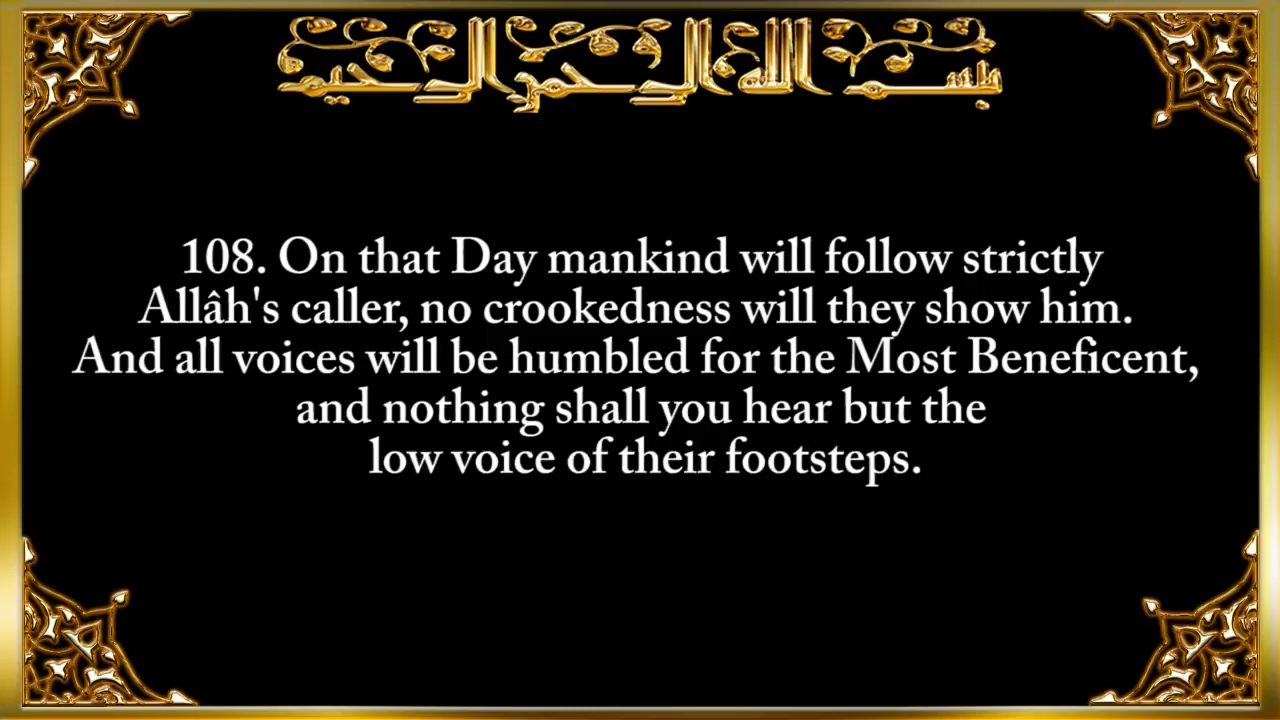 بسم الله الرحمن الرحيم
108. On that Day mankind will follow strictly
Allâh's caller, no crookedness will they show him.
And all voices will be humbled for the Most Beneficent,
and nothing shall you hear but the
low voice of their footsteps.